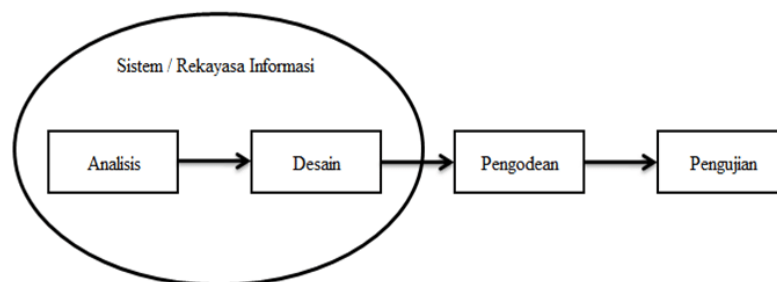 Sistem / Rekayasa Informasi
Analisis
Desain
Pengodean
Pengujian